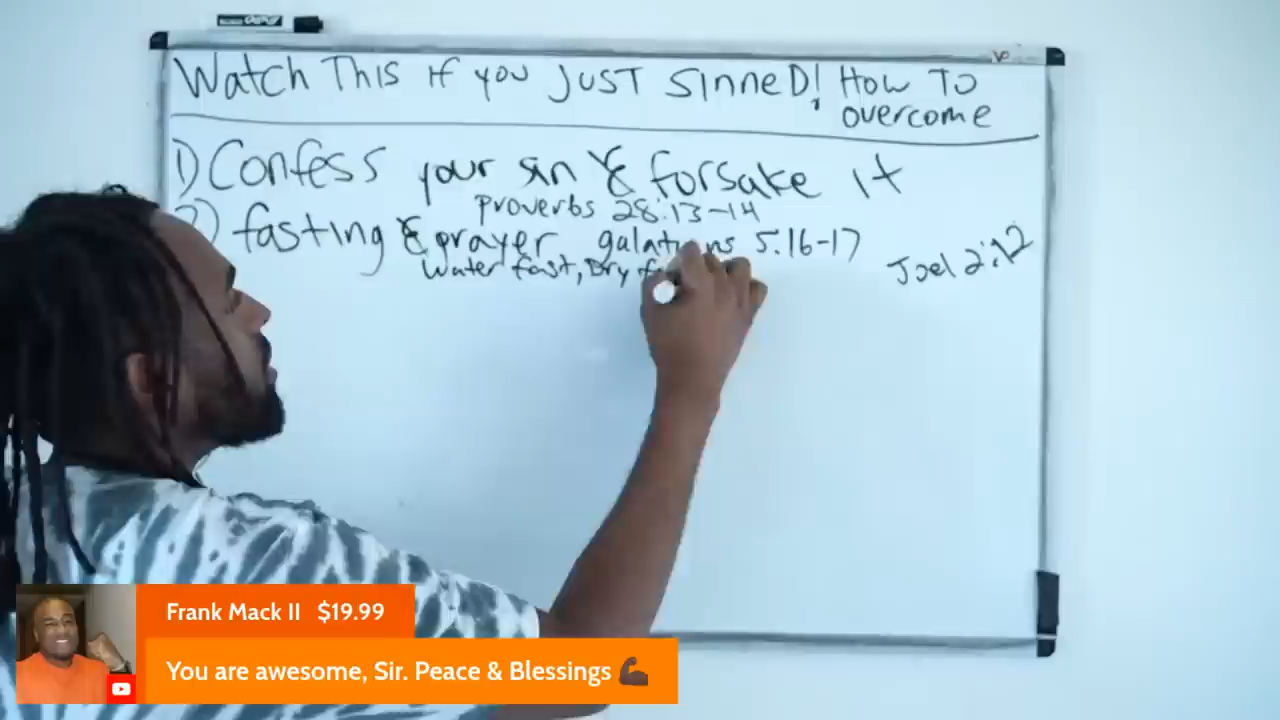 EXPO
Watch This if you JUST SinneD! How To
overcome
1) Confess your sin & forsake it
Proverbs 28:13-14
2) fasting & prayer galations 5:16-17
Joel 2:12
Water fast, Dry
Frank Mack II $19.99
You are awesome, Sir. Peace & Blessings 💪🏿